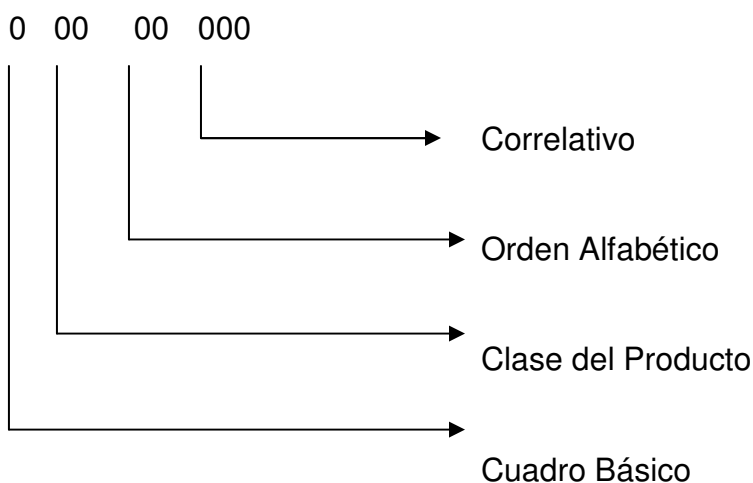 0 00 00 000
Correlativo
Orden Alfabético
Clase del Producto
Cuadro Básico